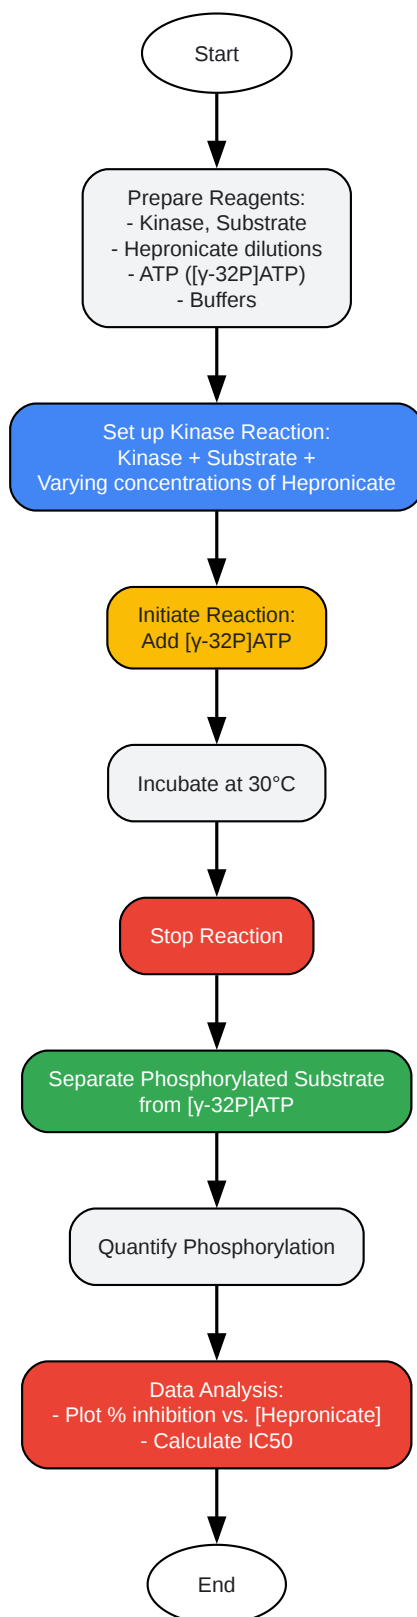 Start
Prepare Reagents:
- Kinase, Substrate
- Hepronicate dilutions
- ATP ([γ-32P]ATP)
- Buffers
Set up Kinase Reaction:
Kinase + Substrate +
Varying concentrations of Hepronicate
Initiate Reaction:
Add [γ-32P]ATP
Incubate at 30°C
Stop Reaction
Separate Phosphorylated Substrate
from [γ-32P]ATP
Quantify Phosphorylation
Data Analysis:
- Plot % inhibition vs. [Hepronicate]
- Calculate IC50
End